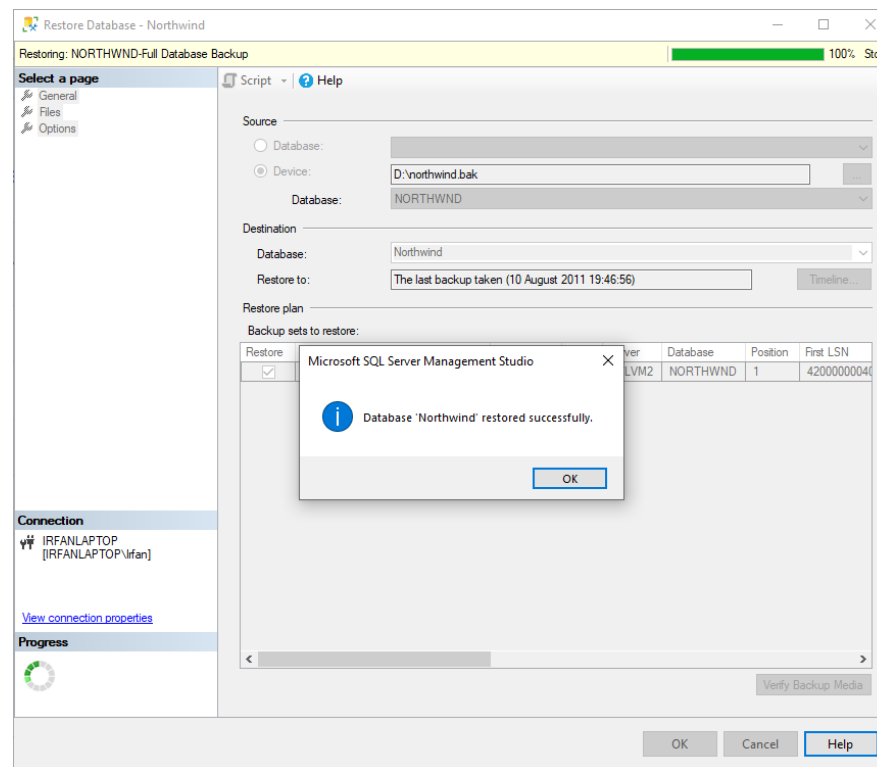 Restore Database - Northwind
Restoring: NORTHWND-Full Database Backup
100%
Select a page
General
Files
Options
Script
Help
Source
Database:
Device:
D:\northwind.bak
...
Database:
NORTHWND
Destination
Database:
Northwind
Restore to:
The last backup taken (10 August 2011 19:46:56)
Timeline...
Restore plan
Backup sets to restore:
Restore
Database
Position
First LSN
LVM2
NORTHWND
1
Microsoft SQL Server Management Studio
Database 'Northwind' restored successfully.
OK
Connection
IRFANLAPTOP
[IRFANLAPTOP\Irfan]
View connection properties
Progress
Verify Backup Media
OK
Cancel
Help